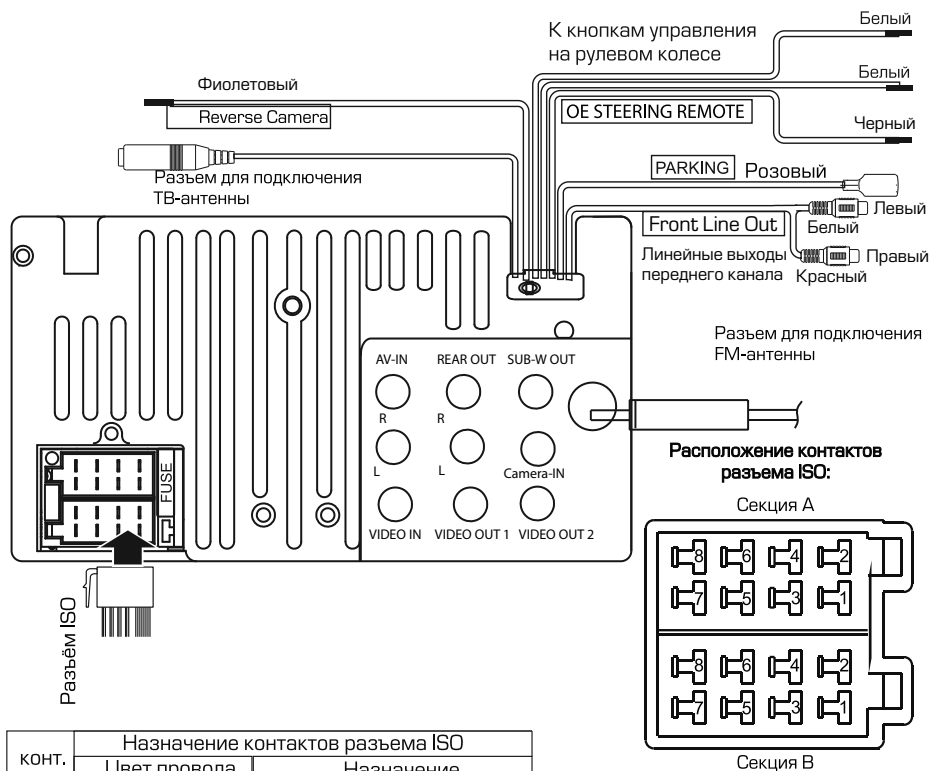 Белый
К кнопкам управления
на рулевом колесе
Белый
Фиолетовый
Reverse Camera
OE STEERING REMOTE
Черный
PARKING
Розовый
Разъем для подключения
ТВ-антенны
Левый
Front Line Out
Белый
Линейные выходы
переднего канала
Правый
Красный
Разъем для подключения
FM-антенны
AV-IN
REAR OUT
SUB-W OUT
R
R
L
L
Camera-IN
VIDEO IN
VIDEO OUT 1
VIDEO OUT 2
FUSE
Разъём ISO
Расположение контактов
разъема ISO:
Секция А
8 6 4 2
7 5 3 1
8 6 4 2
7 5 3 1
Секция В
конт.
Назначение контактов разъема ISO
Цвет провода
Назначение